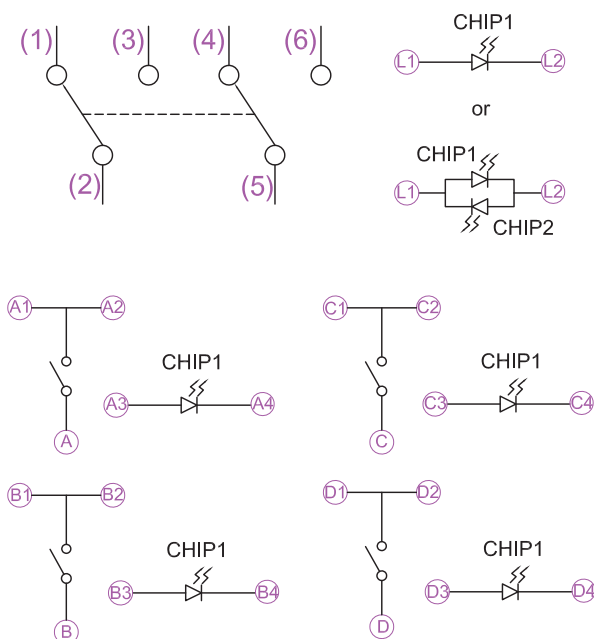 (1) (3) (4) (6)
(2) (5)
CHIP1
L1 L2
or
CHIP1
L1 L2
CHIP2
A1 A2
CHIP1
A3 A4
A
C1 C2
CHIP1
C3 C4
C
B1 B2
CHIP1
B3 B4
B
D1 D2
CHIP1
D3 D4
D